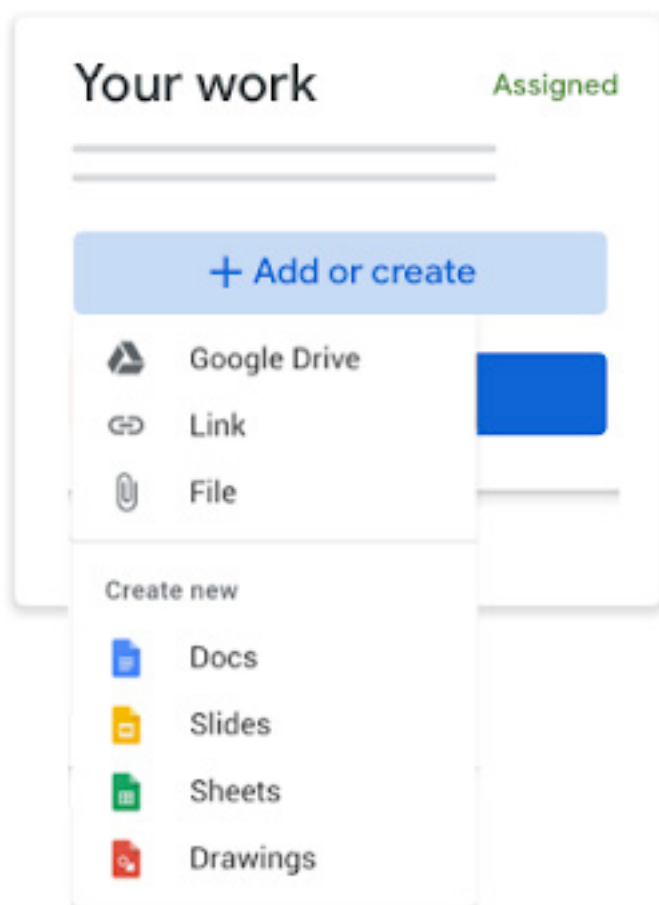 Your work
Assigned
+ Add or create
Google Drive
Link
File
Create new
Docs
Slides
Sheets
Drawings